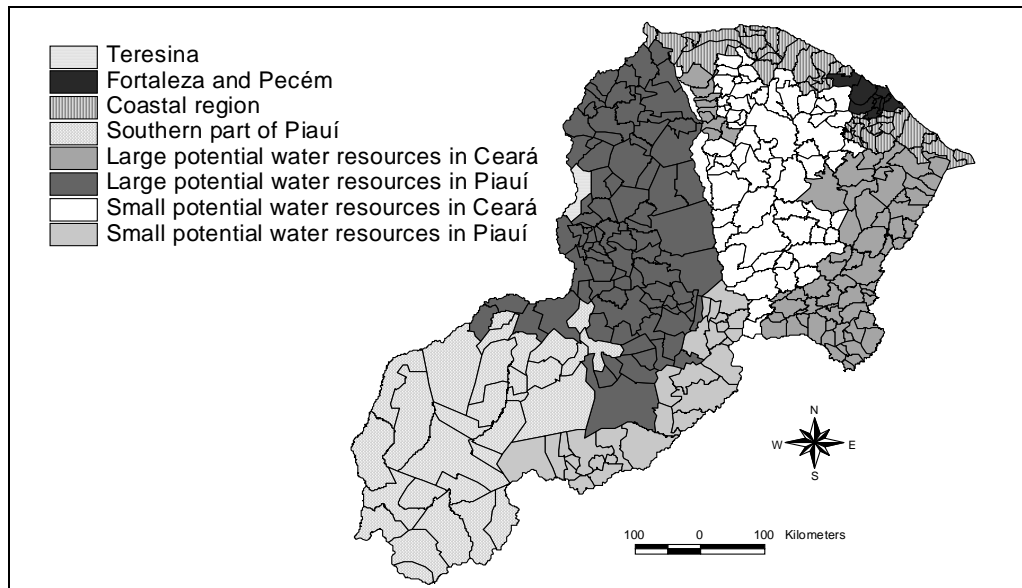 Teresina
Fortaleza and Pecém
Coastal region
Southern part of Piauí
Large potential water resources in Ceará
Large potential water resources in Piauí
Small potential water resources in Ceará
Small potential water resources in Piauí
N
W E
S
100 0 100 Kilometers